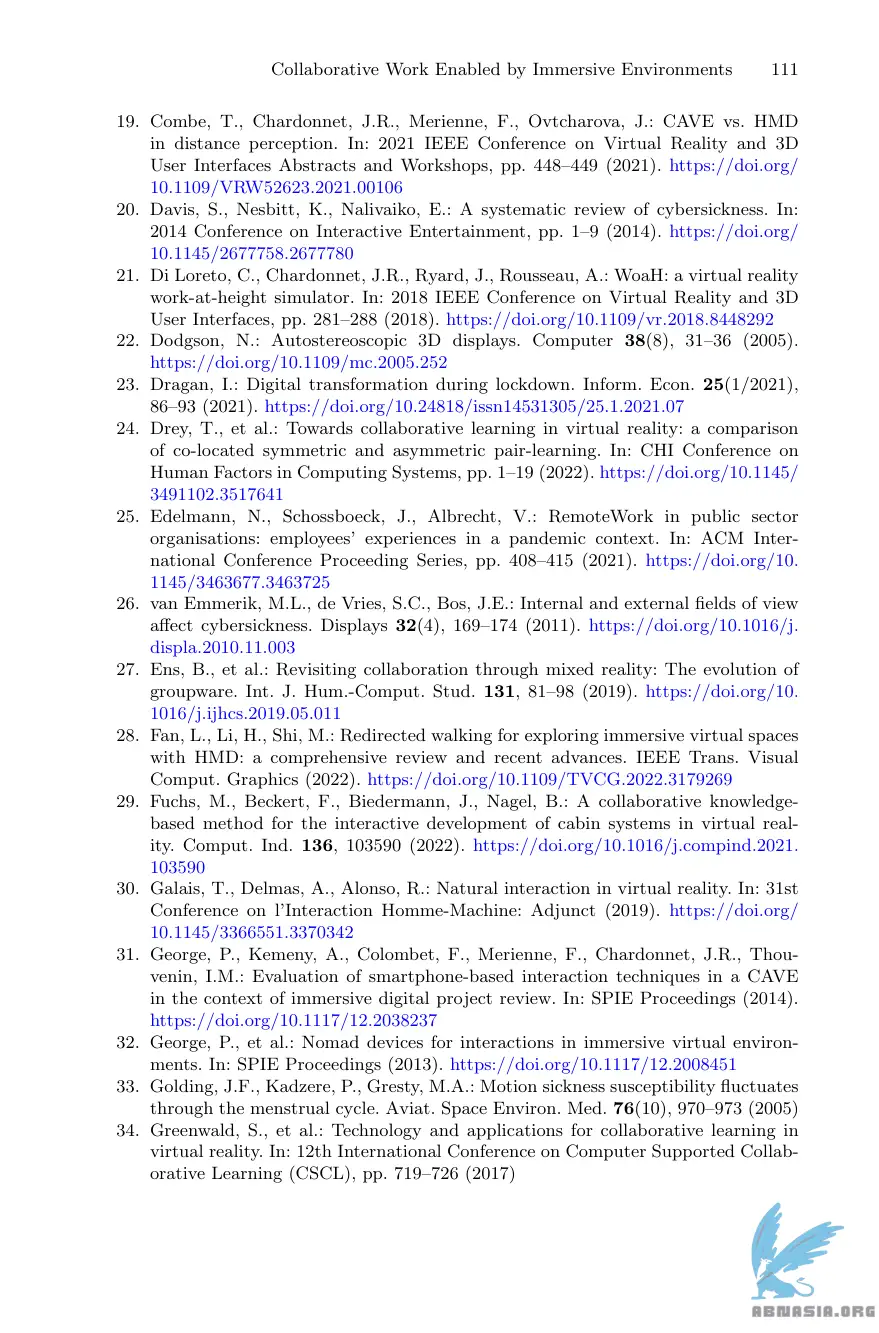 Collaborative Work Enabled by Immersive Environments 111
19. Combe, T., Chardonnet, J.R., Merienne, F., Ovtcharova, J.: CAVE vs. HMD
in distance perception. In: 2021 IEEE Conference on Virtual Reality and 3D
User Interfaces Abstracts and Workshops, pp. 448–449 (2021). https://doi.org/
10.1109/VRW52623.2021.00106
20. Davis, S., Nesbitt, K., Nalivaiko, E.: A systematic review of cybersickness. In:
2014 Conference on Interactive Entertainment, pp. 1–9 (2014). https://doi.org/
10.1145/2677758.2677780
21. Di Loreto, C., Chardonnet, J.R., Ryard, J., Rousseau, A.: WoaH: a virtual reality
work-at-height simulator. In: 2018 IEEE Conference on Virtual Reality and 3D
User Interfaces, pp. 281–288 (2018). https://doi.org/10.1109/vr.2018.8448292
22. Dodgson, N.: Autostereoscopic 3D displays. Computer 38(8), 31–36 (2005).
https://doi.org/10.1109/mc.2005.252
23. Dragan, I.: Digital transformation during lockdown. Inform. Econ. 25(1/2021),
86–93 (2021). https://doi.org/10.24818/issn14531305/25.1.2021.07
24. Drey, T., et al.: Towards collaborative learning in virtual reality: a comparison
of co-located symmetric and asymmetric pair-learning. In: CHI Conference on
Human Factors in Computing Systems, pp. 1–19 (2022). https://doi.org/10.1145/
3491102.3517641
25. Edelmann, N., Schossboeck, J., Albrecht, V.: RemoteWork in public sector
organisations: employees' experiences in a pandemic context. In: ACM Inter-
national Conference Proceeding Series, pp. 408–415 (2021). https://doi.org/10.
1145/3463677.3463725
26. van Emmerik, M.L., de Vries, S.C., Bos, J.E.: Internal and external fields of view
affect cybersickness. Displays 32(4), 169–174 (2011). https://doi.org/10.1016/j.
displa.2010.11.003
27. Ens, B., et al.: Revisiting collaboration through mixed reality: The evolution of
groupware. Int. J. Hum.-Comput. Stud. 131, 81–98 (2019). https://doi.org/10.
1016/j.ijhcs.2019.05.011
28. Fan, L., Li, H., Shi, M.: Redirected walking for exploring immersive virtual spaces
with HMD: a comprehensive review and recent advances. IEEE Trans. Visual
Comput. Graphics (2022). https://doi.org/10.1109/TVCG.2022.3179269
29. Fuchs, M., Beckert, F., Biedermann, J., Nagel, B.: A collaborative knowledge-
based method for the interactive development of cabin systems in virtual real-
ity. Comput. Ind. 136, 103590 (2022). https://doi.org/10.1016/j.compind.2021.
103590
30. Galais, T., Delmas, A., Alonso, R.: Natural interaction in virtual reality. In: 31st
Conference on l'Interaction Homme-Machine: Adjunct (2019). https://doi.org/
10.1145/3366551.3370342
31. George, P., Kemeny, A., Colombet, F., Merienne, F., Chardonnet, J.R., Thou-
venin, I.M.: Evaluation of smartphone-based interaction techniques in a CAVE
in the context of immersive digital project review. In: SPIE Proceedings (2014).
https://doi.org/10.1117/12.2038237
32. George, P., et al.: Nomad devices for interactions in immersive virtual environ-
ments. In: SPIE Proceedings (2013). https://doi.org/10.1117/12.2008451
33. Golding, J.F., Kadzere, P., Gresty, M.A.: Motion sickness susceptibility fluctuates
through the menstrual cycle. Aviat. Space Environ. Med. 76(10), 970–973 (2005)
34. Greenwald, S., et al.: Technology and applications for collaborative learning in
virtual reality. In: 12th International Conference on Computer Supported Collab-
orative Learning (CSCL), pp. 719–726 (2017)
ABNASIA.ORG